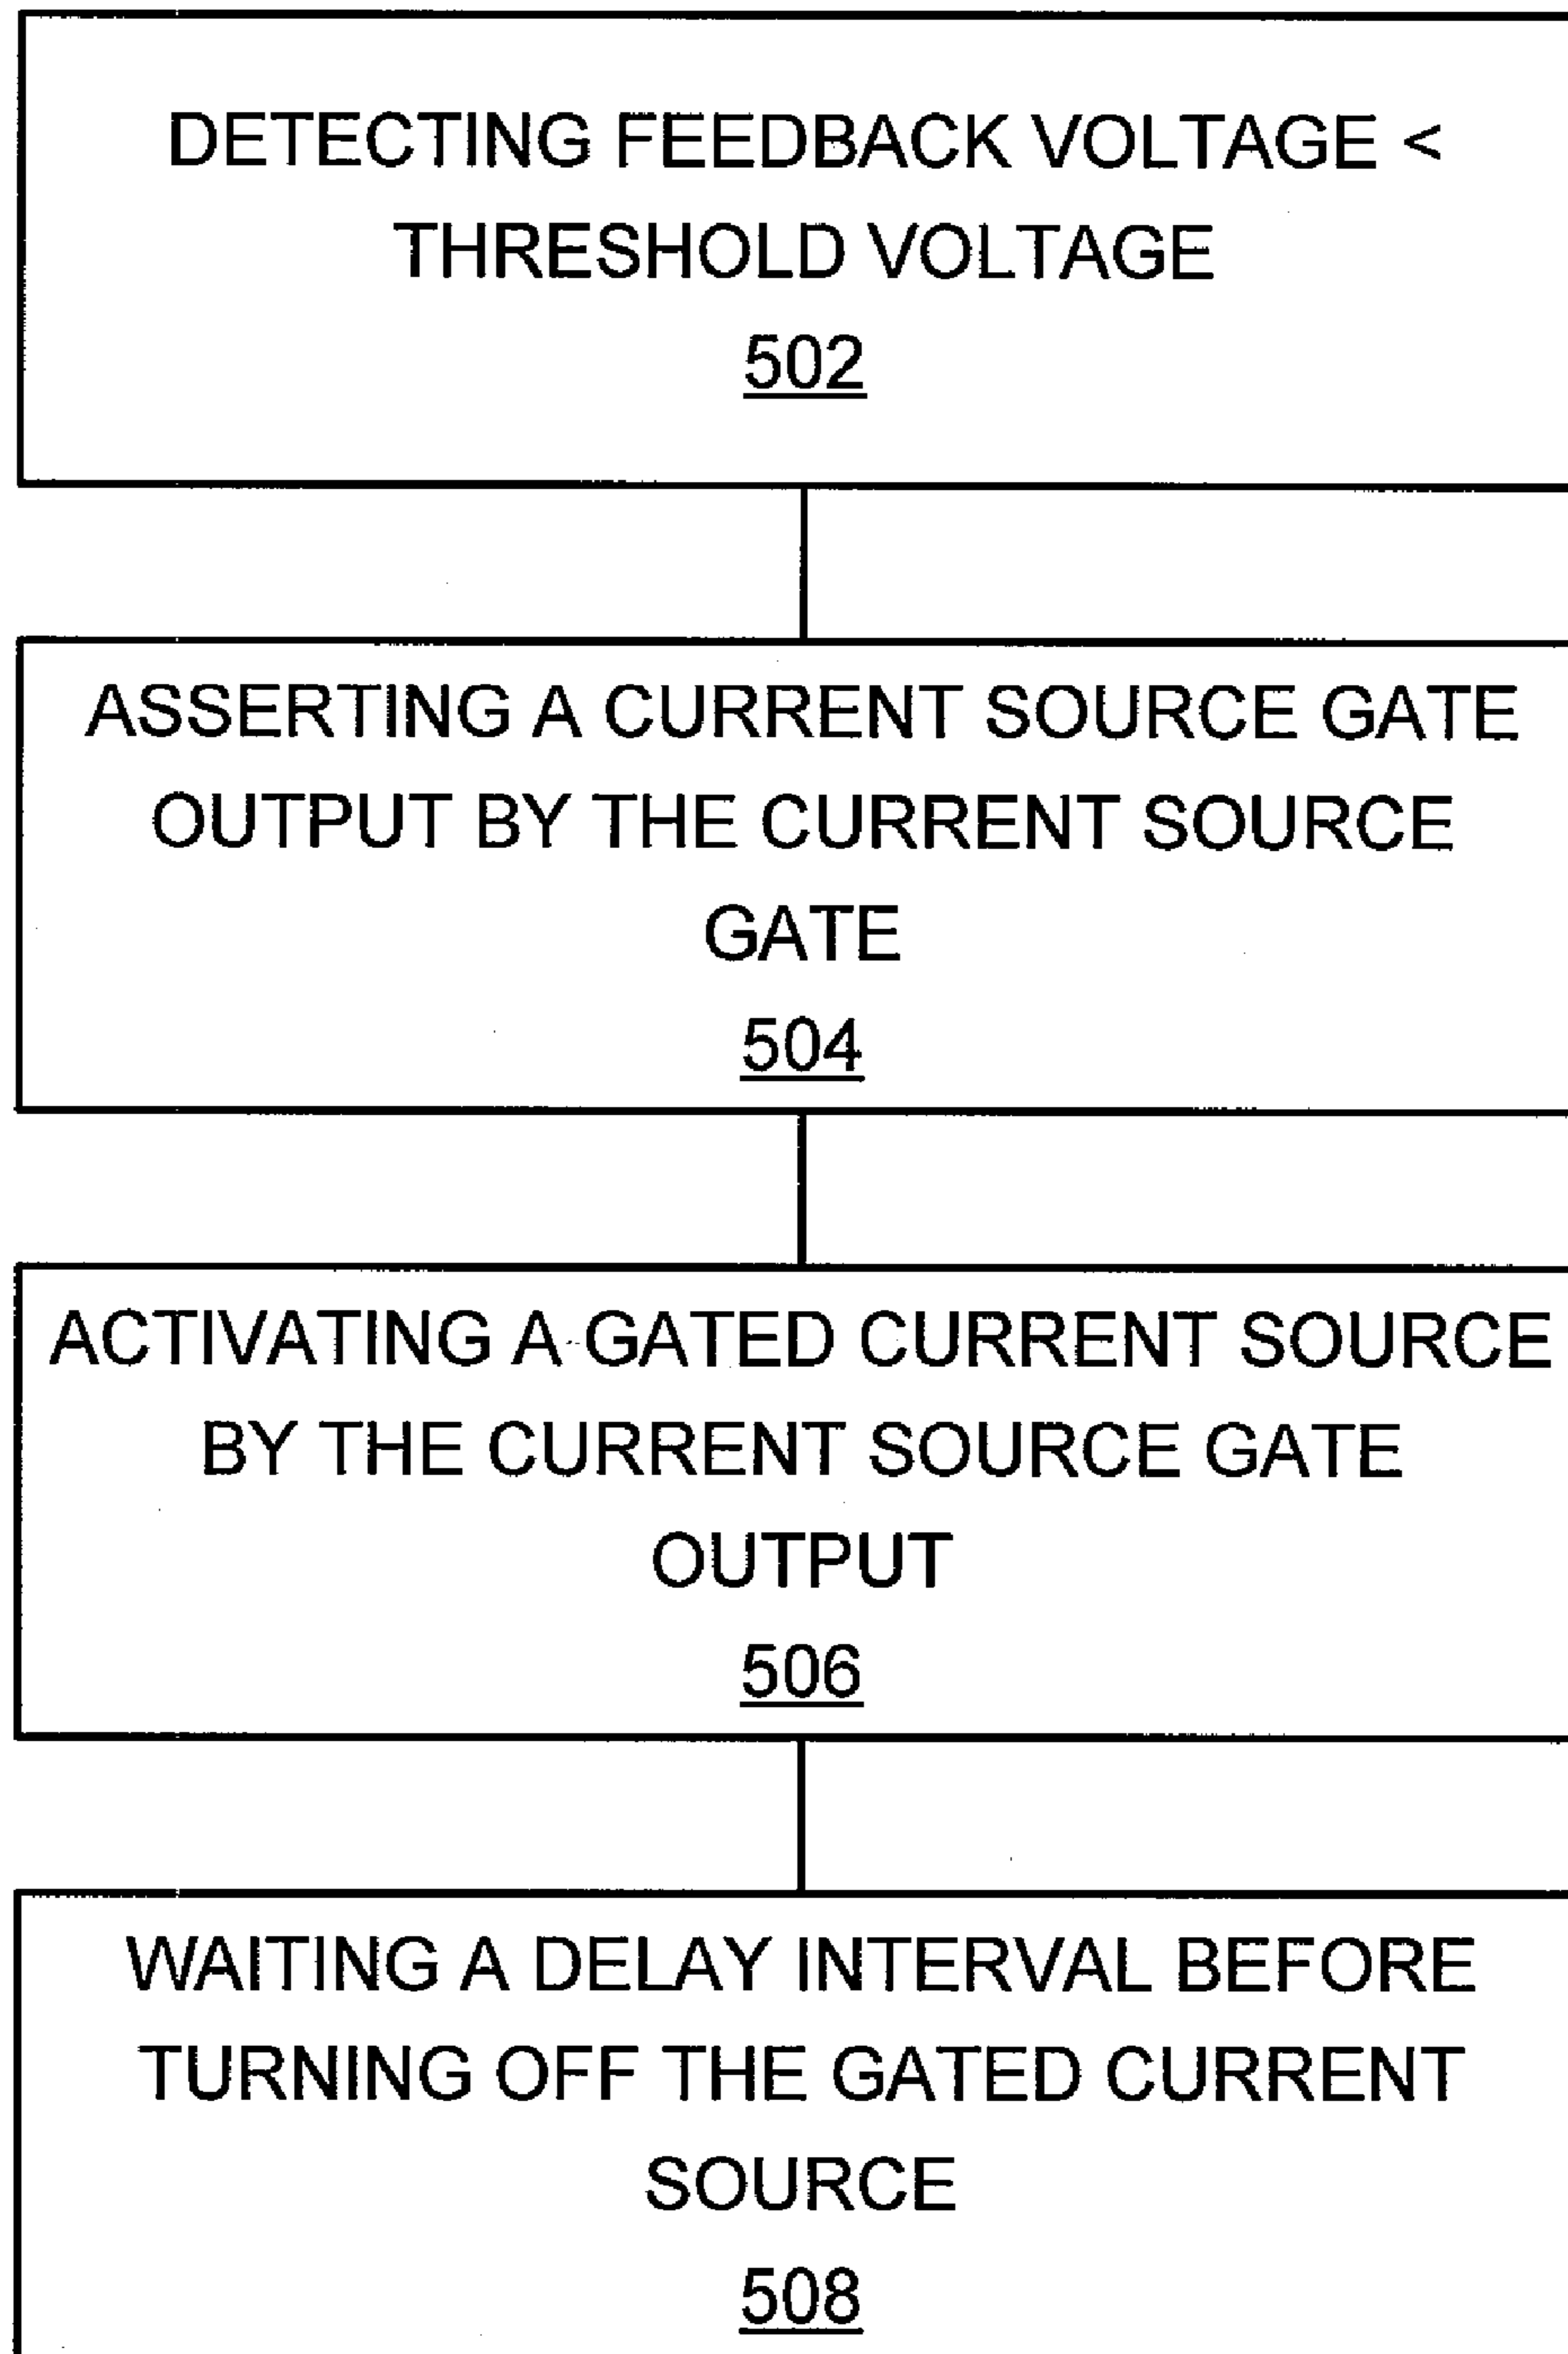 DETECTING FEEDBACK VOLTAGE <
THRESHOLD VOLTAGE
502
ASSERTING A CURRENT SOURCE GATE
OUTPUT BY THE CURRENT SOURCE
GATE
504
ACTIVATING A GATED CURRENT SOURCE
BY THE CURRENT SOURCE GATE
OUTPUT
506
WAITING A DELAY INTERVAL BEFORE
TURNING OFF THE GATED CURRENT
SOURCE
508